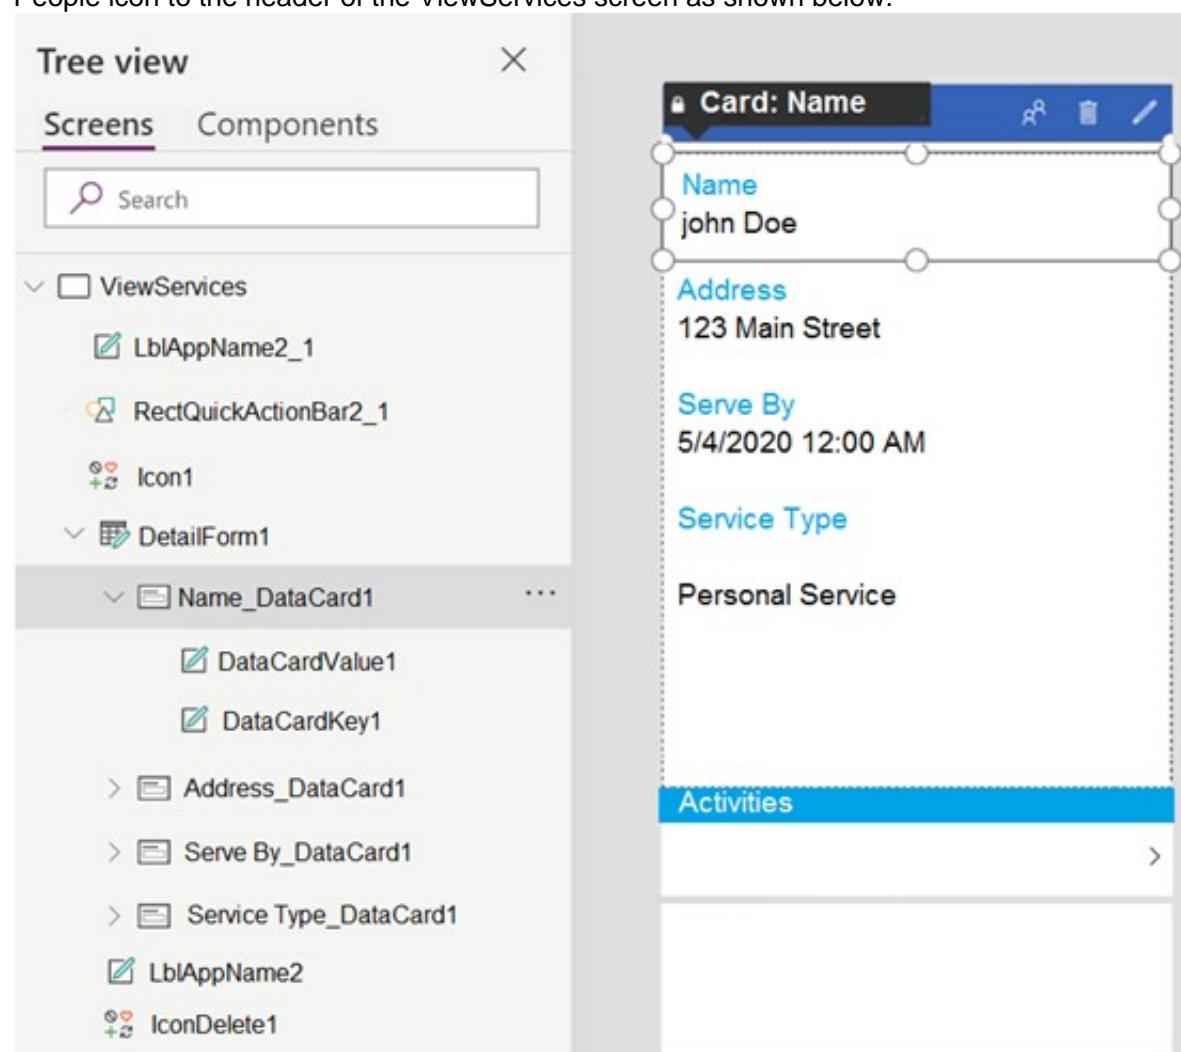 People icon to the header of the ViewServices screen as shown below.
Tree view
Screens Components
Search
ViewServices
LblAppName2_1
RectQuickActionBar2_1
Icon1
DetailForm1
Name_DataCard1
DataCardValue1
DataCardKey1
Address_DataCard1
Serve By_DataCard1
Service Type_DataCard1
LblAppName2
IconDelete1
Card: Name
Name
john Doe
Address
123 Main Street
Serve By
5/4/2020 12:00 AM
Service Type
Personal Service
Activities